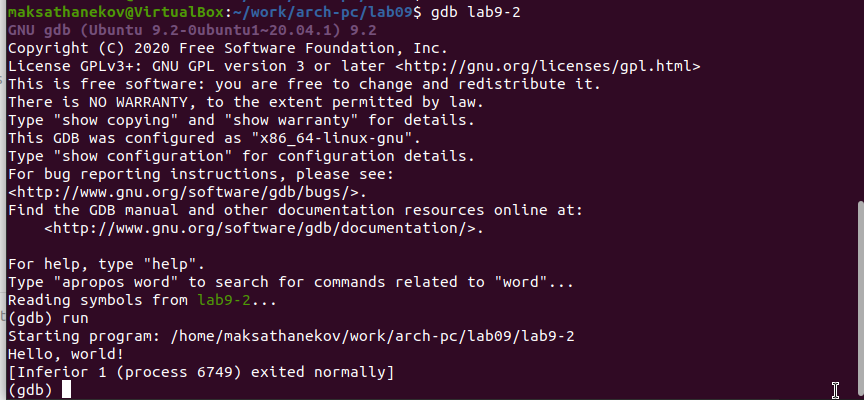 maksathanekov@VirtualBox:~/work/arch-pc/lab09$ gdb lab9-2
GNU gdb (Ubuntu 9.2-0ubuntu1~20.04.1) 9.2
Copyright (C) 2020 Free Software Foundation, Inc.
License GPLv3+: GNU GPL version 3 or later <http://gnu.org/licenses/gpl.html>
This is free software: you are free to change and redistribute it.
There is NO WARRANTY, to the extent permitted by law.
Type "show copying" and "show warranty" for details.
This GDB was configured as "x86_64-linux-gnu".
Type "show configuration" for configuration details.
For bug reporting instructions, please see:
<http://www.gnu.org/software/gdb/bugs/>.
Find the GDB manual and other documentation resources online at:
    <http://www.gnu.org/software/gdb/documentation/>.

For help, type "help".
Type "apropos word" to search for commands related to "word"...
Reading symbols from lab9-2...
(gdb) run
Starting program: /home/maksathanekov/work/arch-pc/lab09/lab9-2
Hello, world!
[Inferior 1 (process 6749) exited normally]
(gdb)